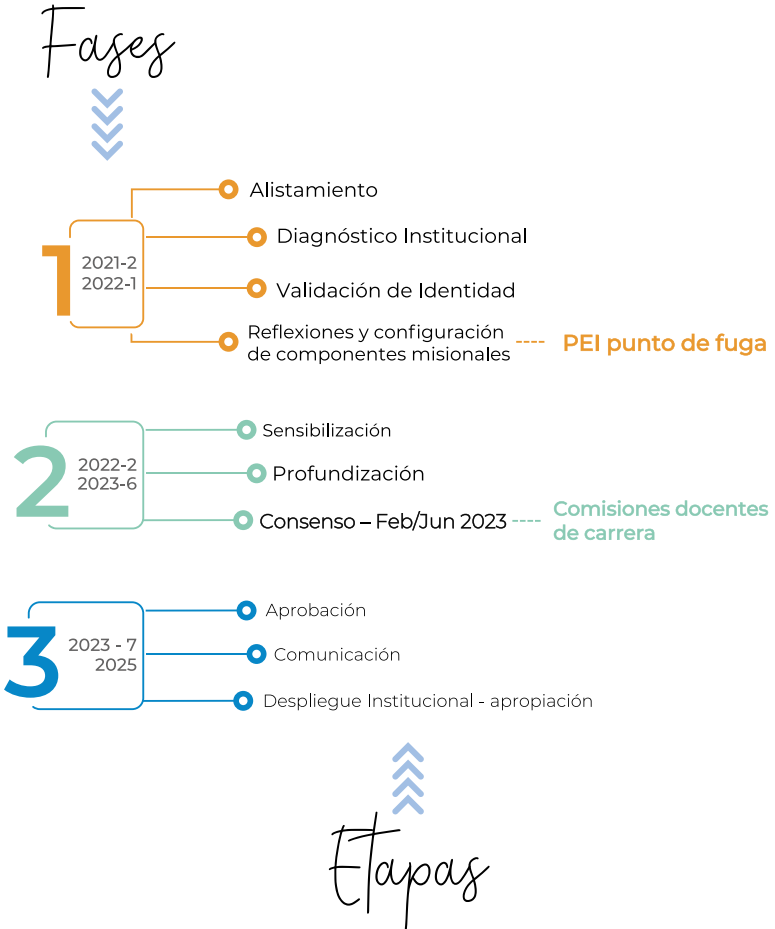 Fases
1
2021-2
2022-1
Alistamiento
Diagnóstico Institucional
Validación de Identidad
Reflexiones y configuración
de componentes misionales
PEI punto de fuga
2
2022-2
2023-6
Sensibilización
Profundización
Consenso – Feb/Jun 2023
Comisiones docentes
de carrera
3
2023 - 7
2025
Aprobación
Comunicación
Despliegue Institucional - apropiación
Etapas